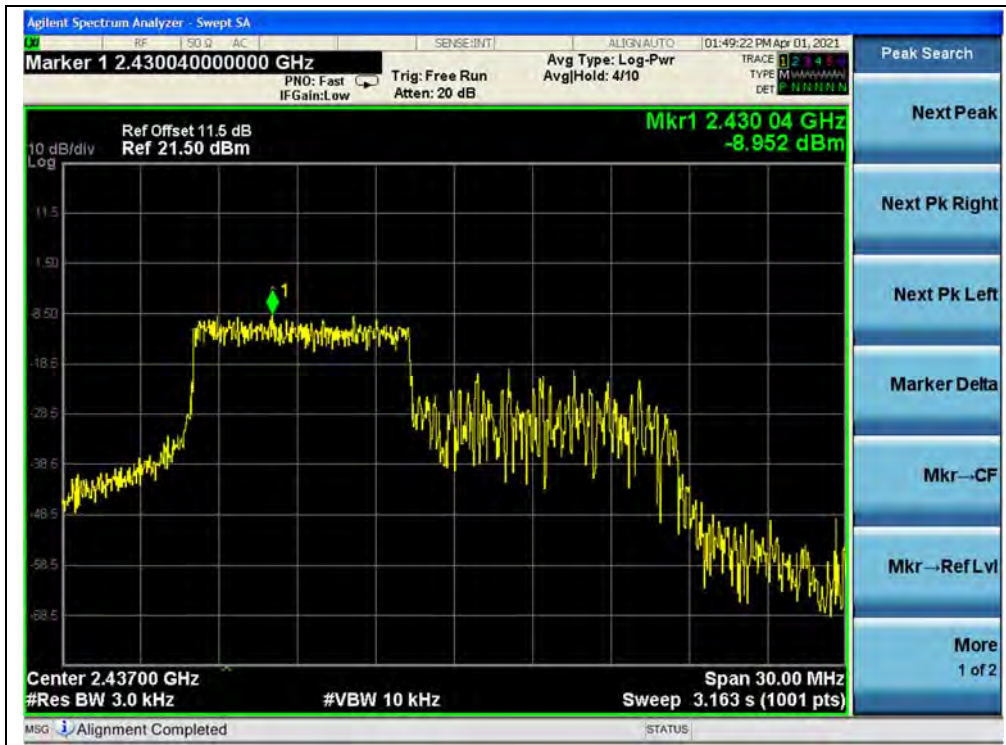 Agilent Spectrum Analyzer - Swept SA
RF 50 Ω AC SENSE:INT ALIGN AUTO 01:49:22 PM Apr 01, 2021
Marker 1 2.430040000000 GHz
PNO: Fast
IFGain:Low
Trig: Free Run
Atten: 20 dB
Avg Type: Log-Pwr
Avg|Hold: 4/10
TRACE 1 2 3 4 5 6
TYPE M
DET P N N N N N
Peak Search
Mkr1 2.430 04 GHz
-8.952 dBm
Ref Offset 11.5 dB
10 dB/div Ref 21.50 dBm
Log
11.5
1.50
-8.50
-18.5
-28.5
-38.5
-48.5
-58.5
-68.5
1
Center 2.43700 GHz Span 30.00 MHz
#Res BW 3.0 kHz #VBW 10 kHz Sweep 3.163 s (1001 pts)
Next Peak
Next Pk Right
Next Pk Left
Marker Delta
Mkr→CF
Mkr→Ref Lvl
More
1 of 2
MSG Alignment Completed STATUS